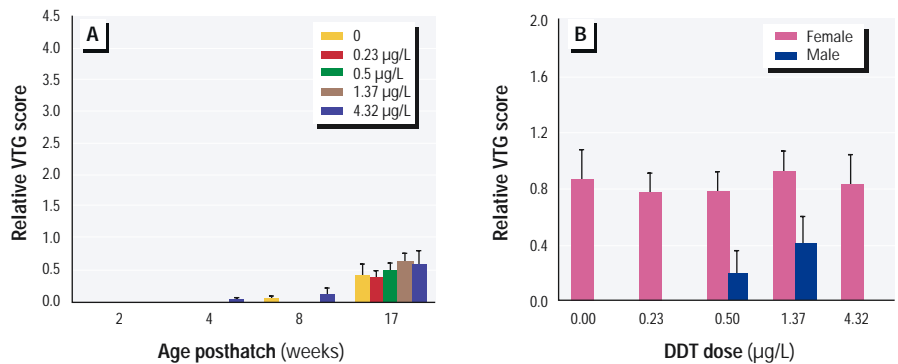 A
Relative VTG score
4.5
4.0
3.5
3.0
2.5
2.0
1.5
1.0
0.5
0.0
0
0.23 µg/L
0.5 µg/L
1.37 µg/L
4.32 µg/L
2 4 8 17
Age posthatch (weeks)
B
Relative VTG score
2.0
1.6
1.2
0.8
0.4
0.0
Female
Male
0.00 0.23 0.50 1.37 4.32
DDT dose (µg/L)